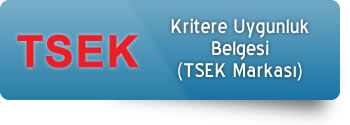 TSEK
Kritere Uygunluk
Belgesi
(TSEK Markası)